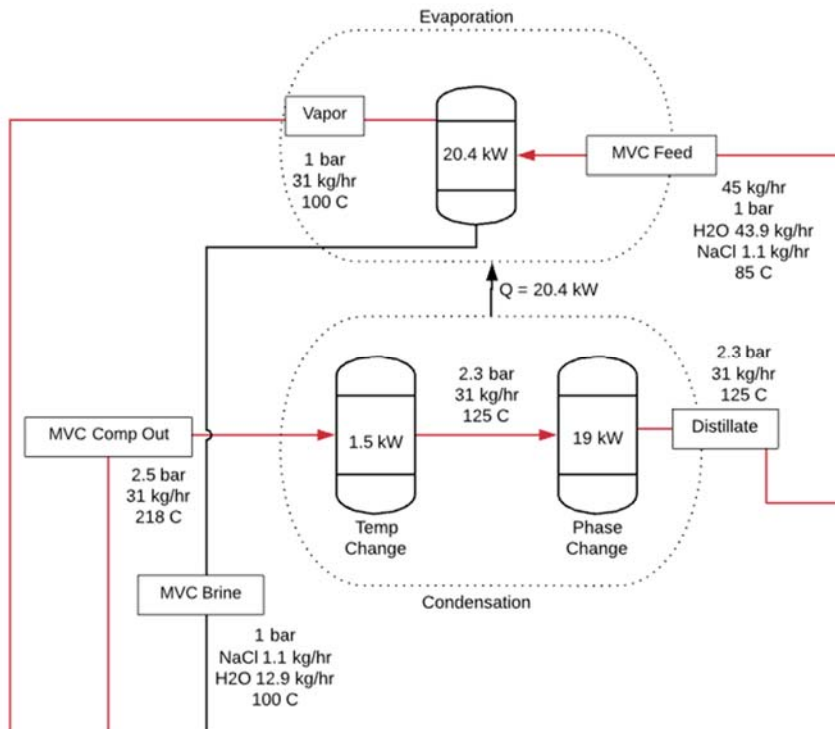 Evaporation
Vapor
1 bar
31 kg/hr
100 C
20.4 kW
MVC Feed
45 kg/hr
1 bar
H2O 43.9 kg/hr
NaCl 1.1 kg/hr
85 C
Q = 20.4 kW
MVC Comp Out
2.5 bar
31 kg/hr
218 C
1.5 kW
Temp
Change
2.3 bar
31 kg/hr
125 C
19 kW
Phase
Change
2.3 bar
31 kg/hr
125 C
Distillate
Condensation
MVC Brine
1 bar
NaCl 1.1 kg/hr
H2O 12.9 kg/hr
100 C